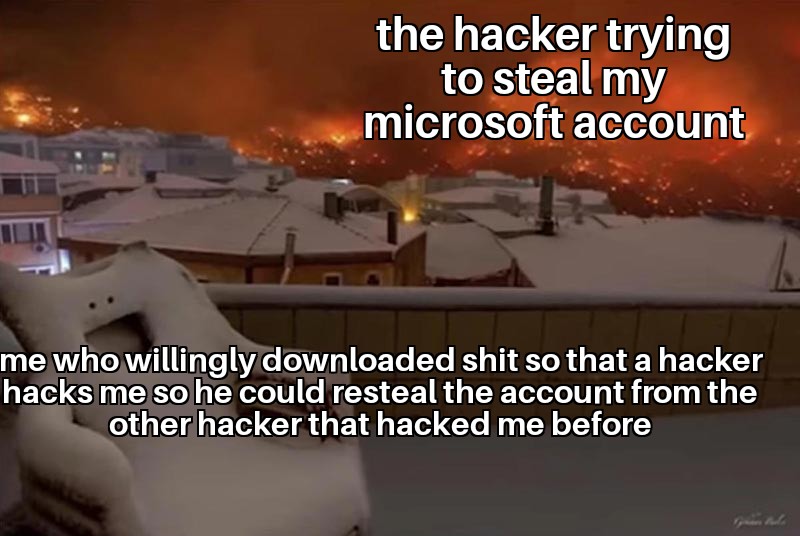 the hacker trying
to steal my
microsoft account
me who willingly downloaded shit so that a hacker
hacks me so he could resteal the account from the
other hacker that hacked me before